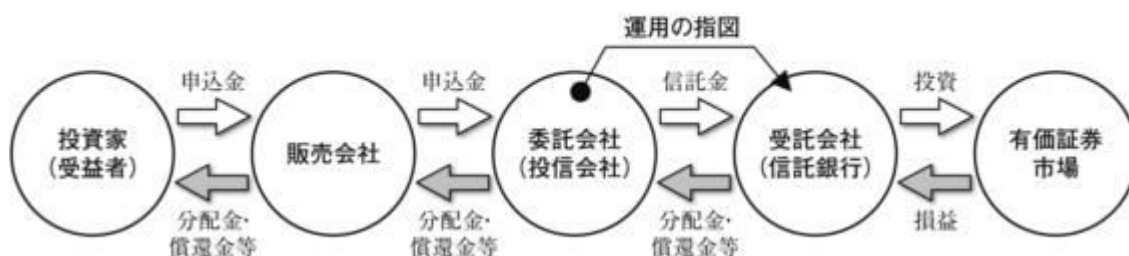 運用の指図
申込金
申込金
信託金
投資
投資家
(受益者)
販売会社
委託会社
(投信会社)
受託会社
(信託銀行)
有価証券
市場
分配金・
償還金等
分配金・
償還金等
分配金・
償還金等
損益